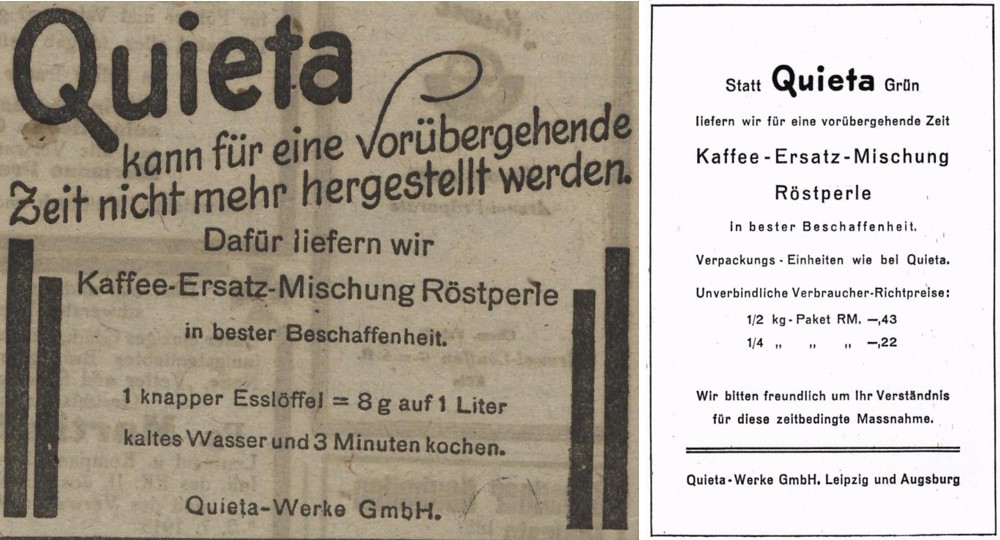 Quieta
kann für eine vorübergehende
Zeit nicht mehr hergestellt werden.
Dafür liefern wir
Kaffee-Ersatz-Mischung Röstperle
in bester Beschaffenheit.
1 knapper Esslöffel = 8 g auf 1 Liter
kaltes Wasser und 3 Minuten kochen.
Quieta-Werke GmbH.
Statt Quieta Grün
liefern wir für eine vorübergehende Zeit
Kaffee-Ersatz-Mischung
Röstperle
in bester Beschaffenheit.
Verpackungs-Einheiten wie bei Quieta.
Unverbindliche Verbraucher-Richtpreise:
1/2 kg-Paket RM. —,43
1/4 „ „ „ —,22
Wir bitten freundlich um Ihr Verständnis
für diese zeitbedingte Massnahme.
Quieta-Werke GmbH. Leipzig und Augsburg